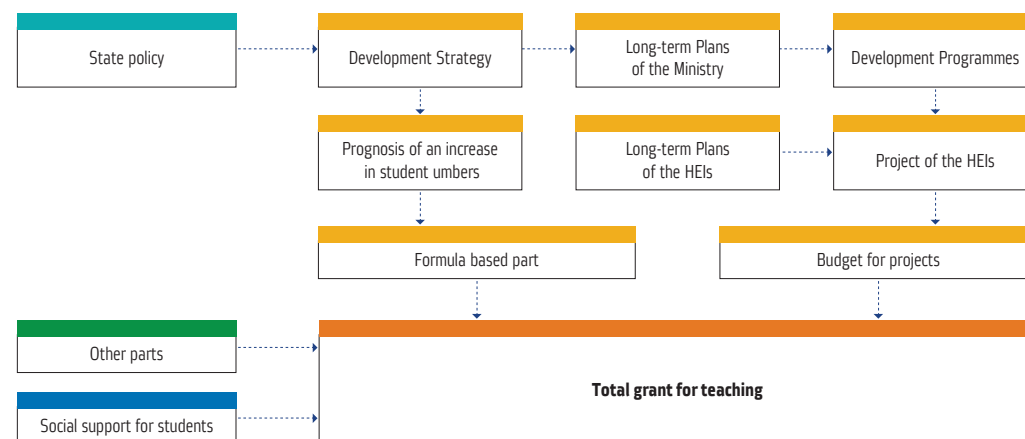 State policy
Development Strategy
Long-term Plans
of the Ministry
Development Programmes
Prognosis of an increase
in student umbers
Long-term Plans
of the HEIs
Project of the HEIs
Formula based part
Budget for projects
Other parts
Total grant for teaching
Social support for students